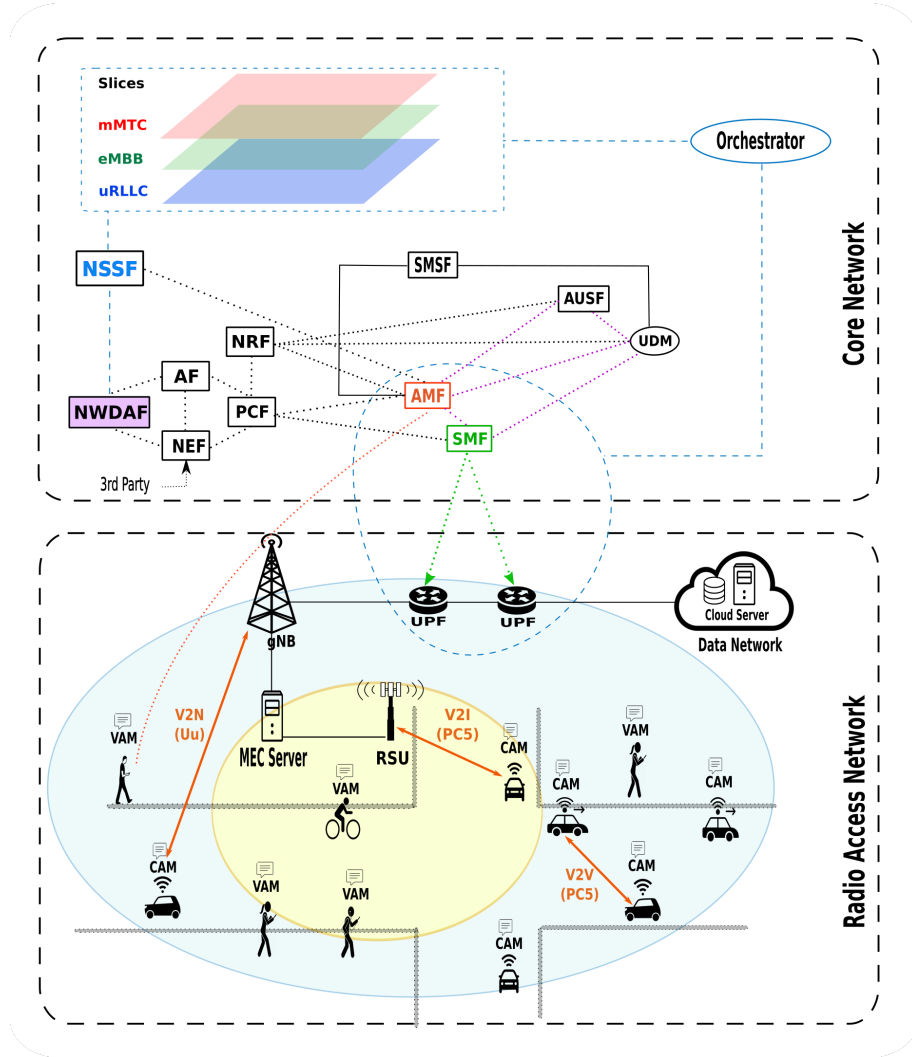 Slices
mMTC
eMBB
uRLLC
Orchestrator
Core Network
NSSF
SMSF
AUSF
NRF
UDM
AF
AMF
NWDAF
PCF
SMF
NEF
3rd Party
gNB
UPF
UPF
Cloud Server
Data Network
Radio Access Network
V2N
(Uu)
VAM
MEC Server
RSU
V2I
(PC5)
CAM
VAM
CAM
CAM
VAM
CAM
VAM
VAM
V2V
(PC5)
CAM
CAM